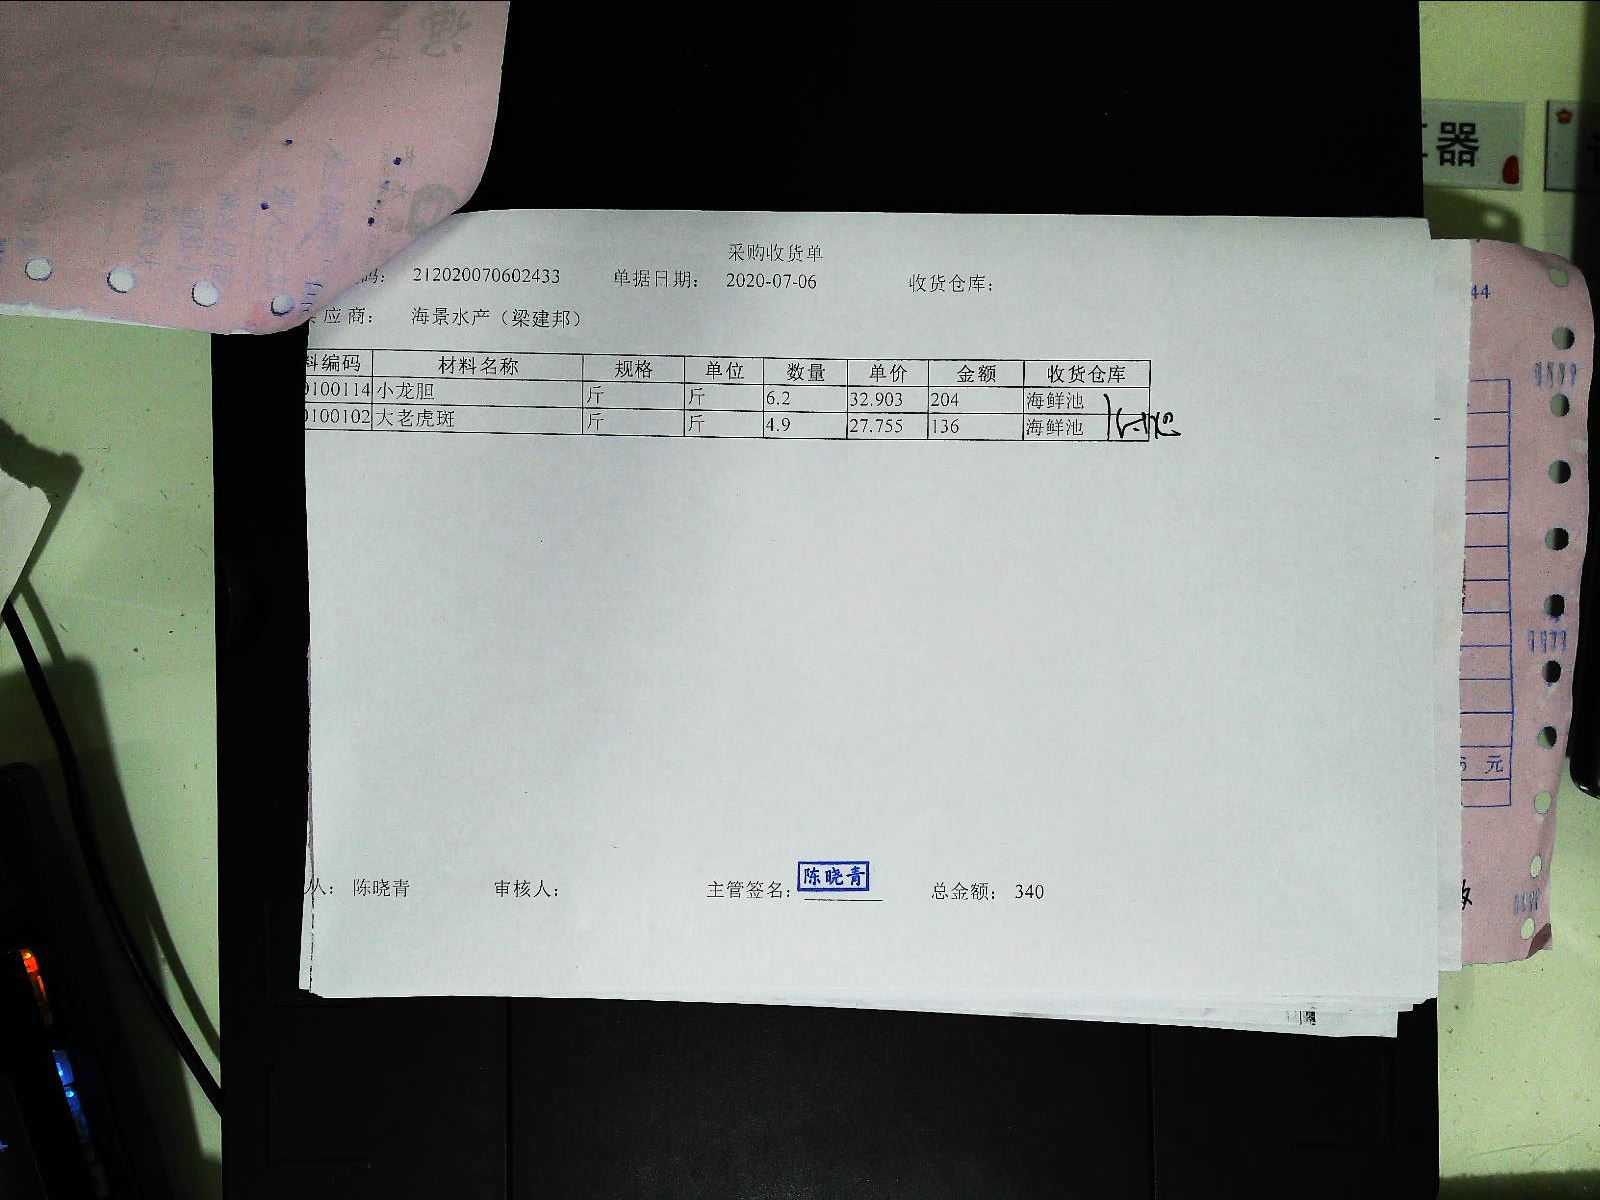 采购收货单
码： 212020070602433 单据日期： 2020-07-06 收货仓库：
应商： 海景水产（梁建邦）
料编码 材料名称 规格 单位 数量 单价 金额 收货仓库
0100114 小龙胆 斤 斤 6.2 32.903 204 海鲜池
0100102 大老虎斑 斤 斤 4.9 27.755 136 海鲜池
人： 陈晓青 审核人： 主管签名： 陈晓青 总金额： 340
器
44
元